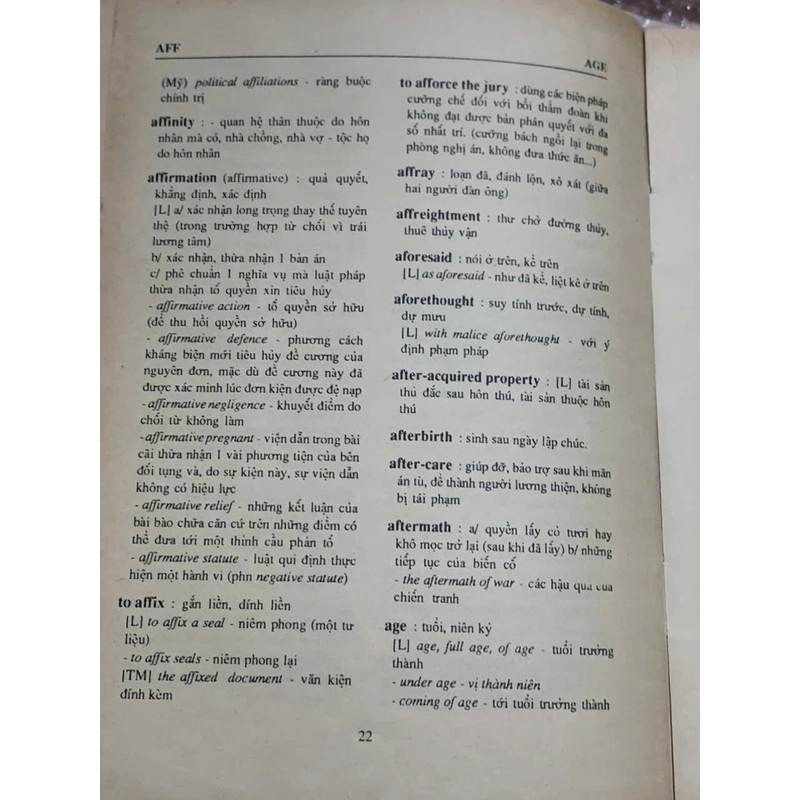 AFF
AGE
(Mỹ) political affiliations - ràng buộc
chính trị
affinity : - quan hệ thân thuộc do hôn
nhân mà có, nhà chồng, nhà vợ - tộc họ
do hôn nhân
affirmation (affirmative) : quả quyết,
khẳng định, xác định
[L] a/ xác nhận long trọng thay thế tuyên
thệ (trong trường hợp từ chối vì trái
lương tâm)
b/ xác nhận, thừa nhận 1 bản án
c/ phê chuẩn 1 nghĩa vụ mà luật pháp
thừa nhận tố quyền xin tiêu hủy
- affirmative action - tố quyền sở hữu
(để thu hồi quyền sở hữu)
- affirmative defence - phương cách
kháng biện mới tiêu hủy đề cương của
nguyên đơn, mặc dù đề cương này đã
được xác minh lúc đơn kiện được đệ nạp
- affirmative negligence - khuyết điểm do
chối từ không làm
- affirmative pregnant - viện dẫn trong bài
cãi thừa nhận 1 vài phương tiện của bên
đối tụng và, do sự kiện này, sự viện dẫn
không có hiệu lực
- affirmative relief - những kết luận của
bài bào chữa căn cứ trên những điểm có
thể đưa tới một thỉnh cầu phản tố
- affirmative statute - luật qui định thực
hiện một hành vi (phn negative statute)
to affix : gắn liền, dính liền
[L] to affix a seal - niêm phong (một tư
liệu)
- to affix seals - niêm phong lại
[TM] the affixed document - văn kiện
đính kèm
to afforce the jury : dùng các biện pháp
cưỡng chế đối với bồi thẩm đoàn khi
không đạt được bản phán quyết với đa
số nhất trí. (cưỡng bách ngồi lại trong
phòng nghị án, không đưa thức ăn...)
affray : loạn đả, đánh lộn, xô xát (giữa
hai người đàn ông)
affreightment : thư chở đường thủy,
thuê thủy vận
aforesaid : nói ở trên, kể trên
[L] as aforesaid - như đã kể, liệt kê ở trên
aforethought : suy tính trước, dự tính,
dự mưu
[L] with malice aforethought - với ý
định phạm pháp
after-acquired property : [L] tài sản
thủ đắc sau hôn thú, tài sản thuộc hôn
thú
afterbirth : sinh sau ngày lập chúc.
after-care : giúp đỡ, bảo trợ sau khi mãn
án tù, để thành người lương thiện, không
bị tái phạm
aftermath : a/ quyền lấy cỏ tươi hay
khô mọc trở lại (sau khi đã lấy) b/ những
tiếp tục của biến cố
- the aftermath of war - các hậu quả của
chiến tranh
age : tuổi, niên kỷ
[L] age, full age, of age - tuổi trưởng
thành
- under age - vị thành niên
- coming of age - tới tuổi trưởng thành
22